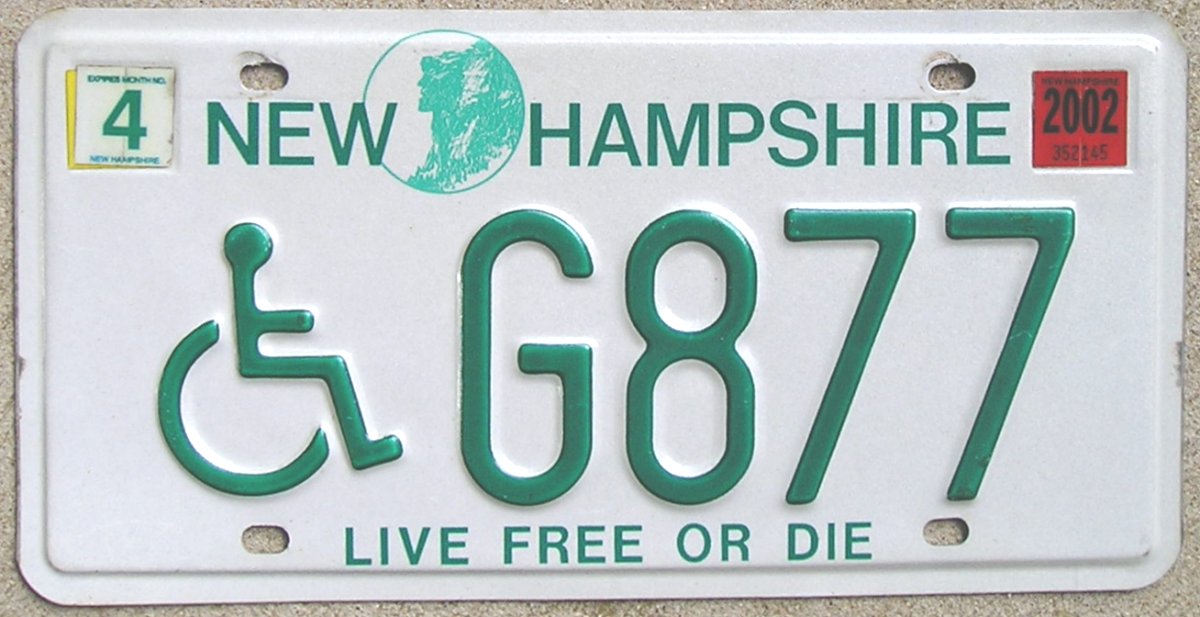 EXPIRES MONTH NO.
4
NEW HAMPSHIRE
NEW HAMPSHIRE
NEW HAMPSHIRE
2002
352145
G877
LIVE FREE OR DIE